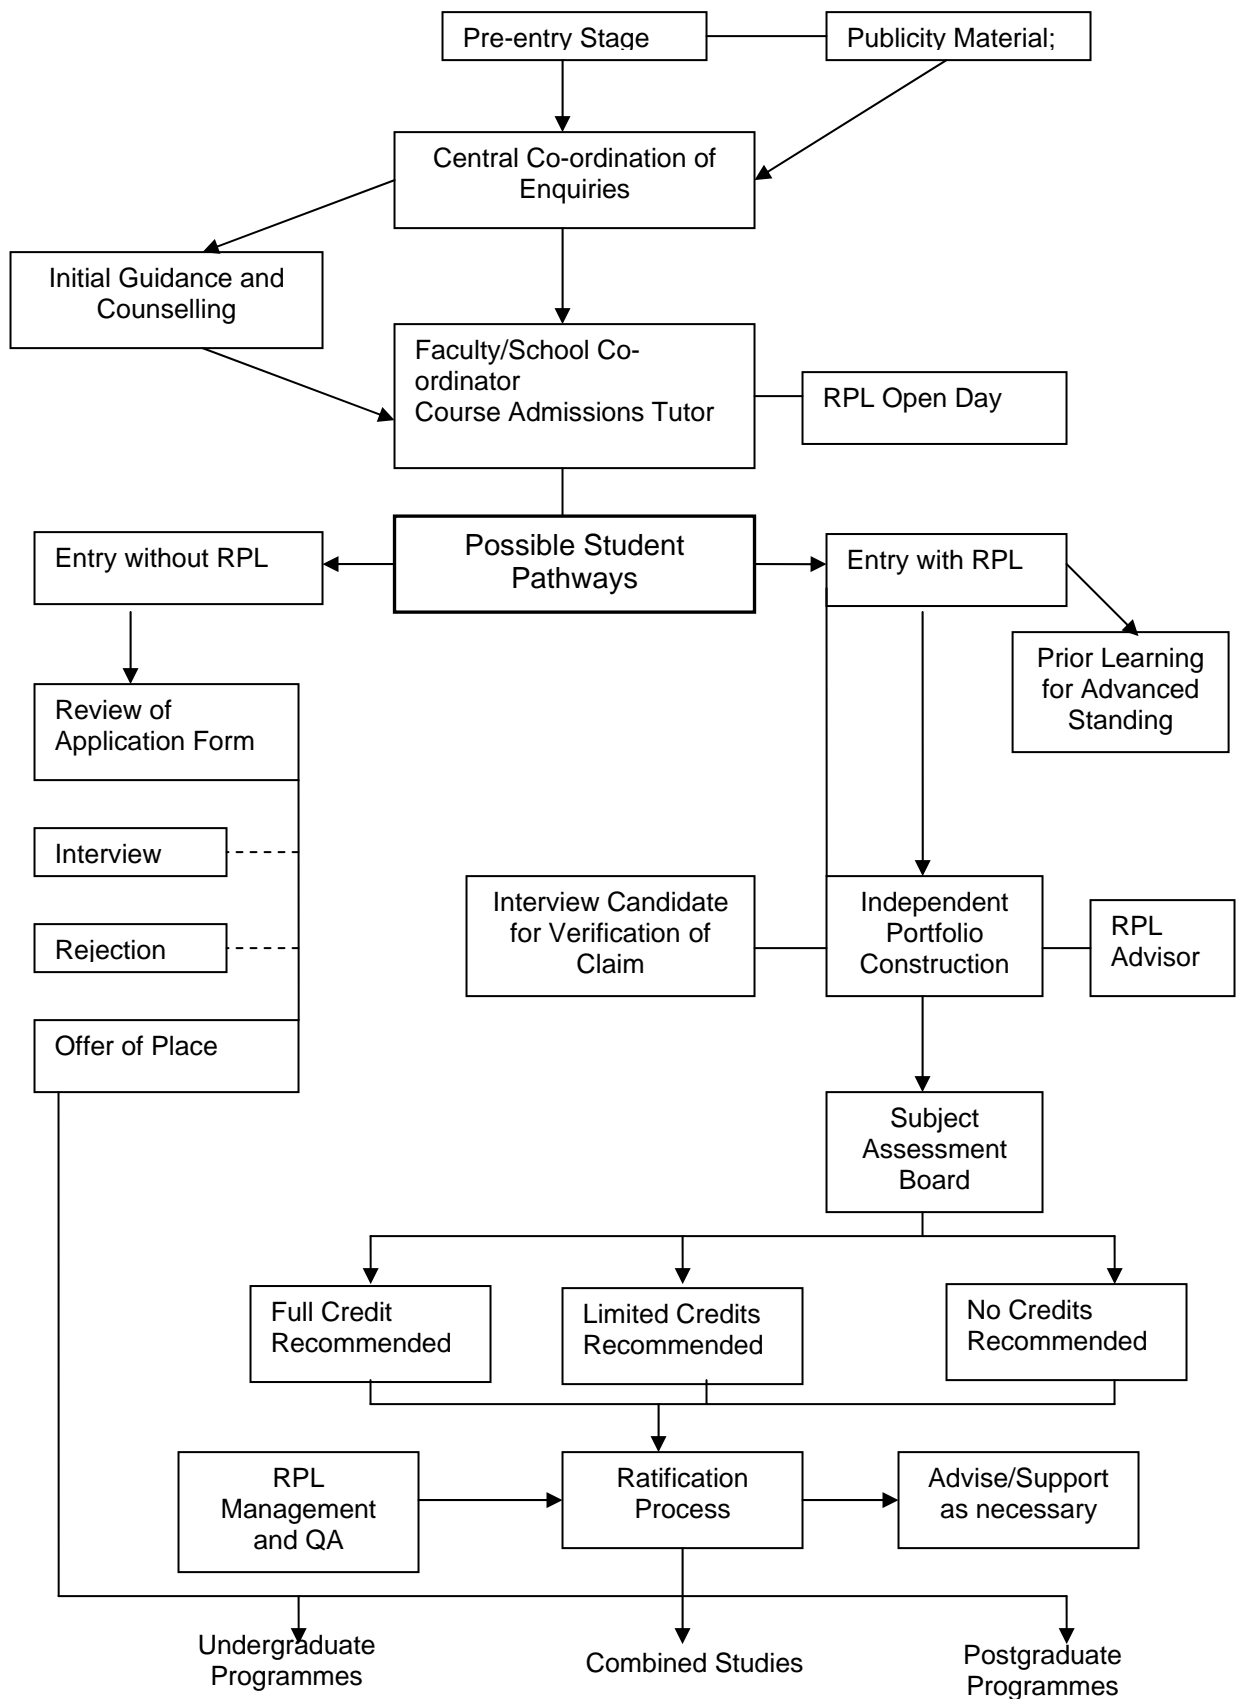 Pre-entry Stage
Publicity Material;
Central Co-ordination of
Enquiries
Initial Guidance and
Counselling
Faculty/School Co-
ordinator
Course Admissions Tutor
RPL Open Day
Possible Student
Pathways
Entry without RPL
Entry with RPL
Prior Learning
for Advanced
Standing
Review of
Application Form
Interview
Rejection
Offer of Place
Interview Candidate
for Verification of
Claim
Independent
Portfolio
Construction
RPL
Advisor
Subject
Assessment
Board
Full Credit
Recommended
Limited Credits
Recommended
No Credits
Recommended
RPL
Management
and QA
Ratification
Process
Advise/Support
as necessary
Undergraduate
Programmes
Combined Studies
Postgraduate
Programmes